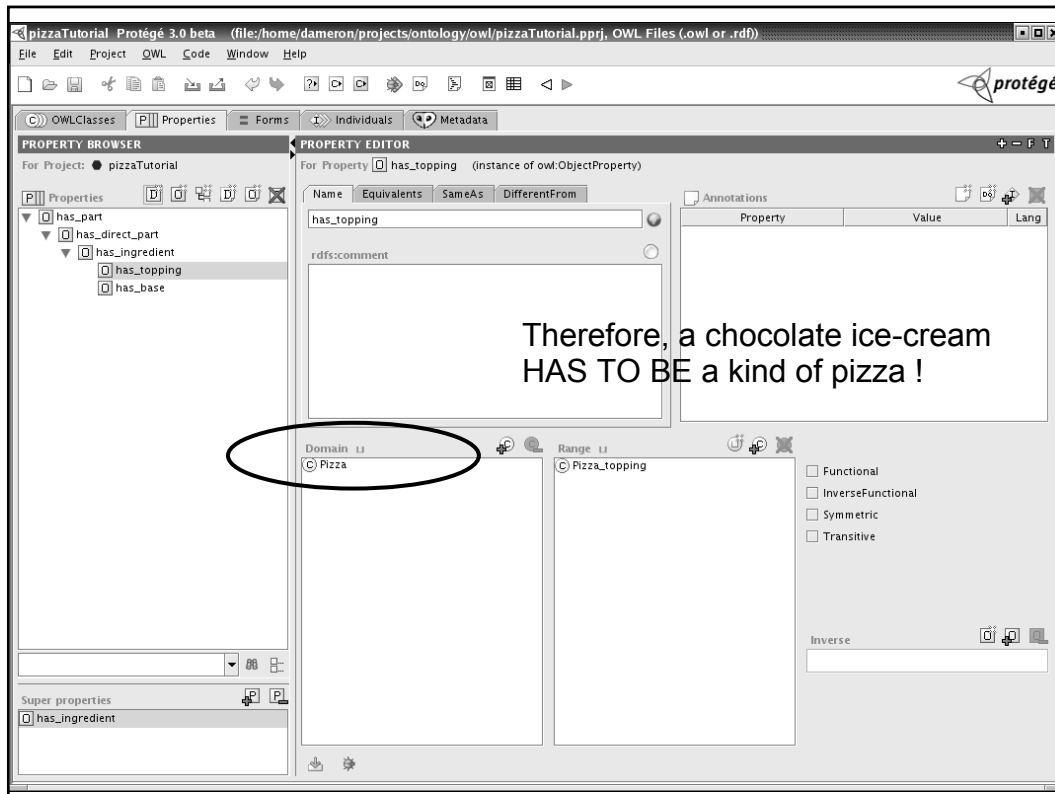 pizzaTutorial Protégé 3.0 beta (file:/home/dameron/projects/ontology/owl/pizzaTutorial.pprj, OWL Files (.owl or .rdf))
File Edit Project OWL Code Window Help
protégé
OWLClasses Properties Forms Individuals Metadata
PROPERTY BROWSER
For Project: pizzaTutorial
Properties
has_part
has_direct_part
has_ingredient
has_topping
has_base
Super properties
has_ingredient
PROPERTY EDITOR
+ − F T
For Property has_topping (instance of owl:ObjectProperty)
Name Equivalents SameAs DifferentFrom
has_topping
rdfs:comment
Annotations
Property Value Lang
Therefore, a chocolate ice-cream
HAS TO BE a kind of pizza !
Domain ⊔
Pizza
Range ⊔
Pizza_topping
Functional
InverseFunctional
Symmetric
Transitive
Inverse